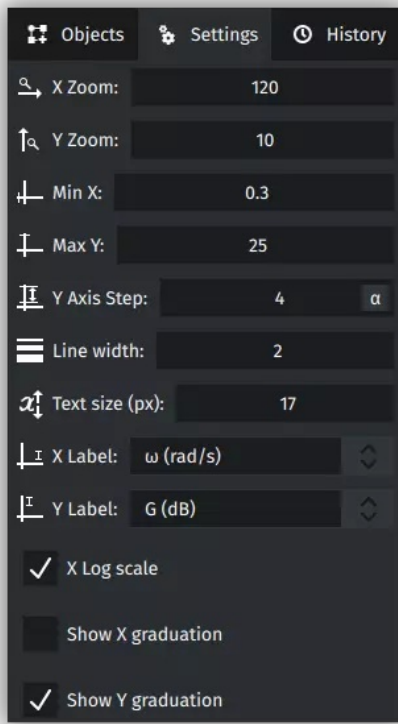 Objects Settings History
X Zoom: 120
Y Zoom: 10
Min X: 0.3
Max Y: 25
Y Axis Step: 4 α
Line width: 2
Text size (px): 17
X Label: ω (rad/s)
Y Label: G (dB)
X Log scale
Show X graduation
Show Y graduation